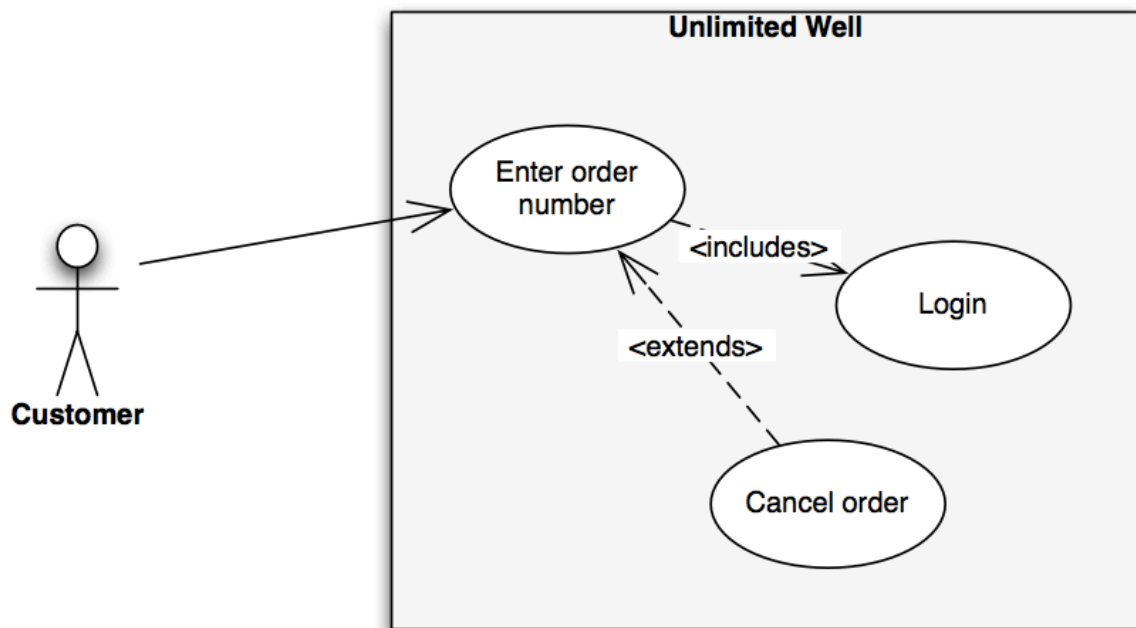 Unlimited Well
Enter order
number
<includes>
Login
<extends>
Customer
Cancel order